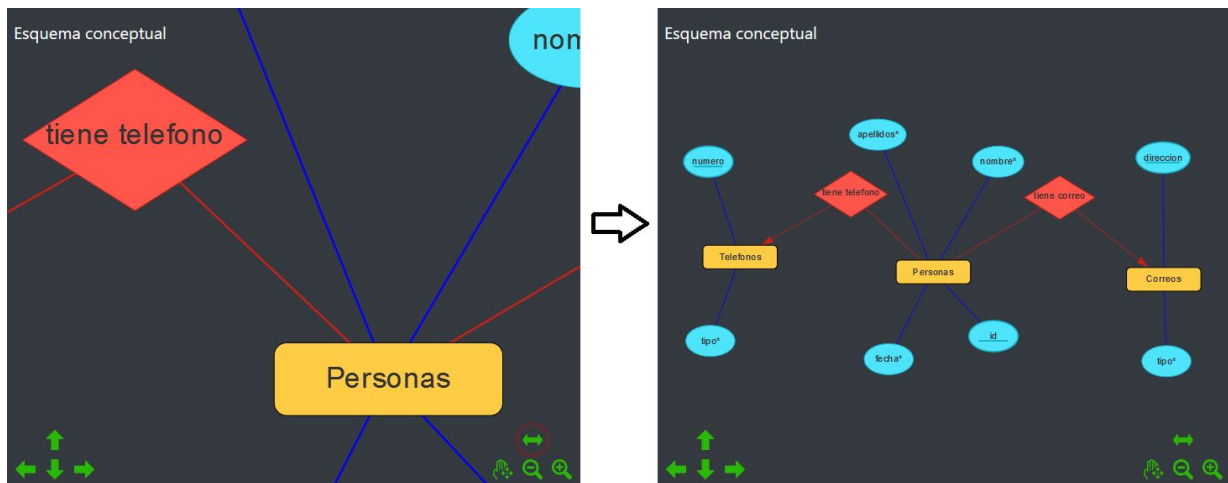 Esquema conceptual
nom
tiene telefono
Personas
Esquema conceptual
apellidos*
numero
nombre*
direccion
tiene telefono
tiene correo
Telefonos
Personas
Correos
id
tipo*
fecha*
tipo*